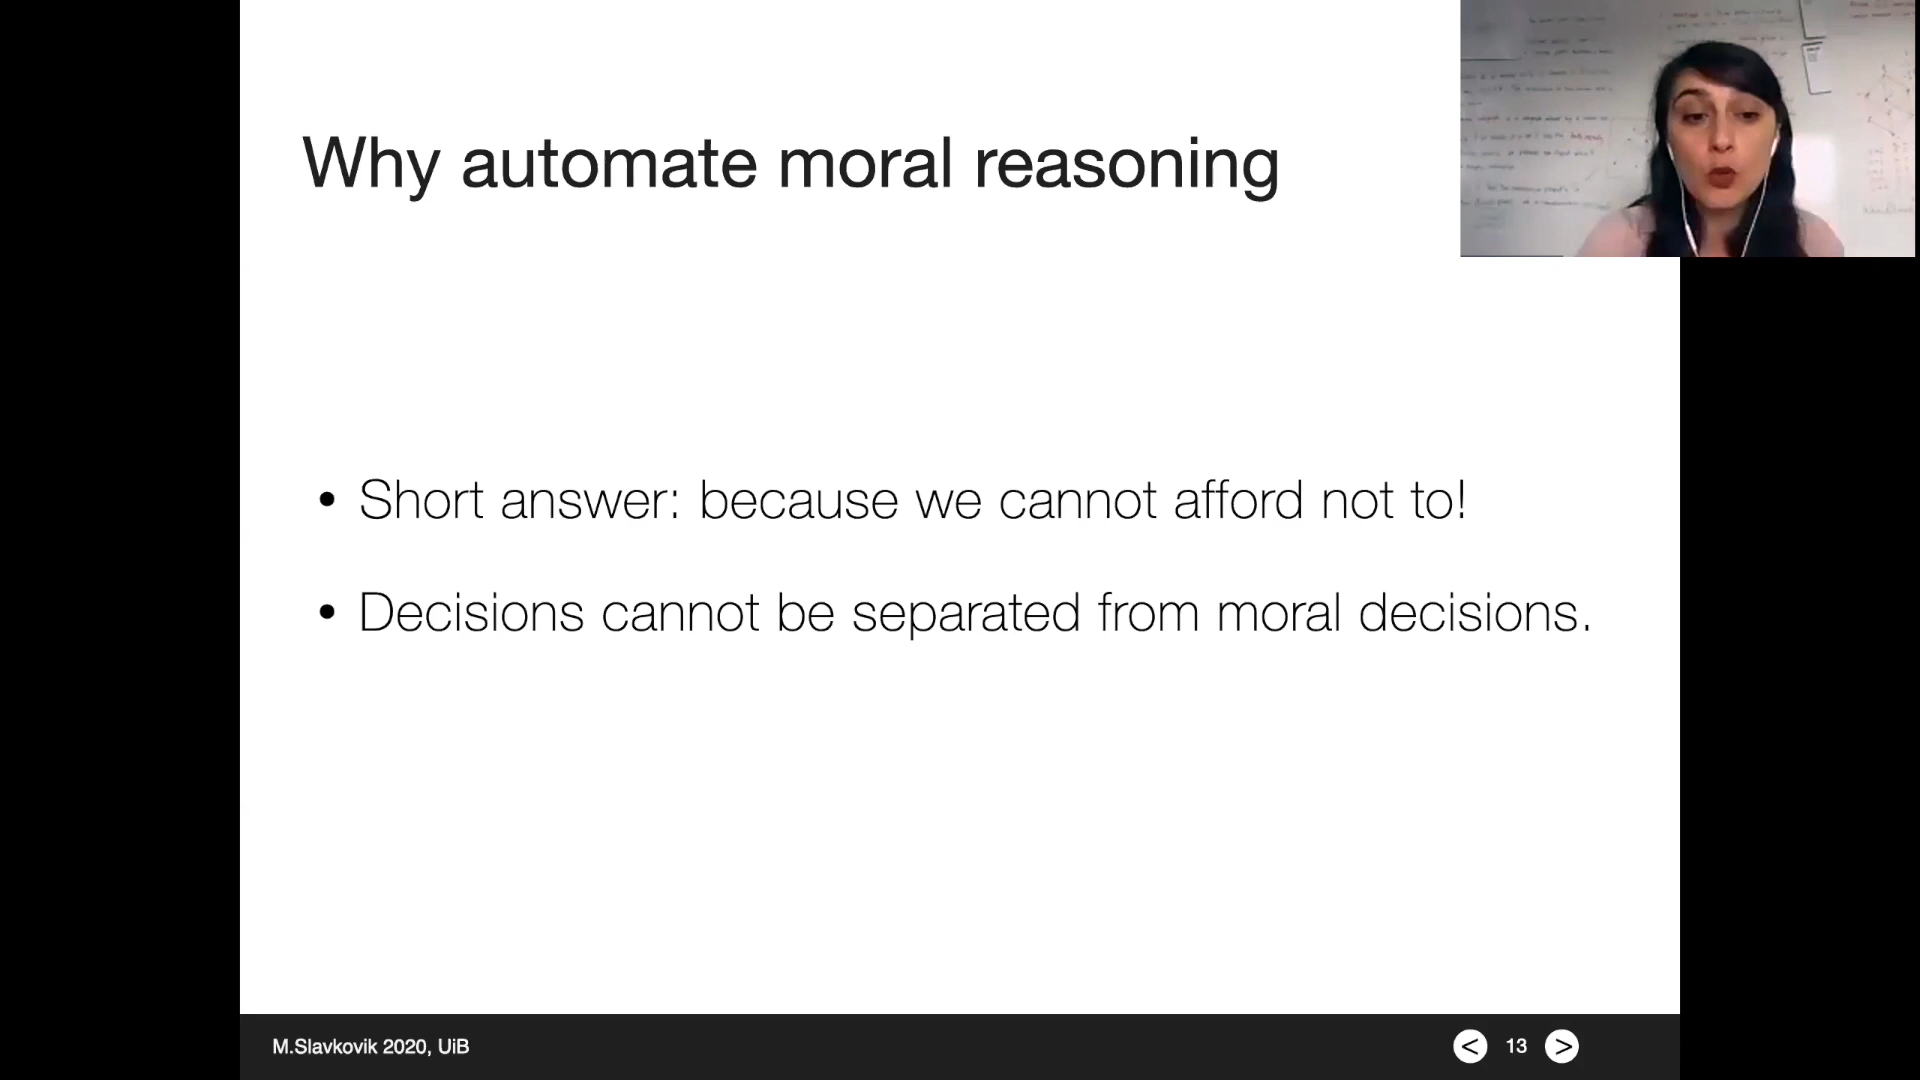 Why automate moral reasoning
• Short answer: because we cannot afford not to!
• Decisions cannot be separated from moral decisions.
M.Slavkovik 2020, UiB
< 13 >